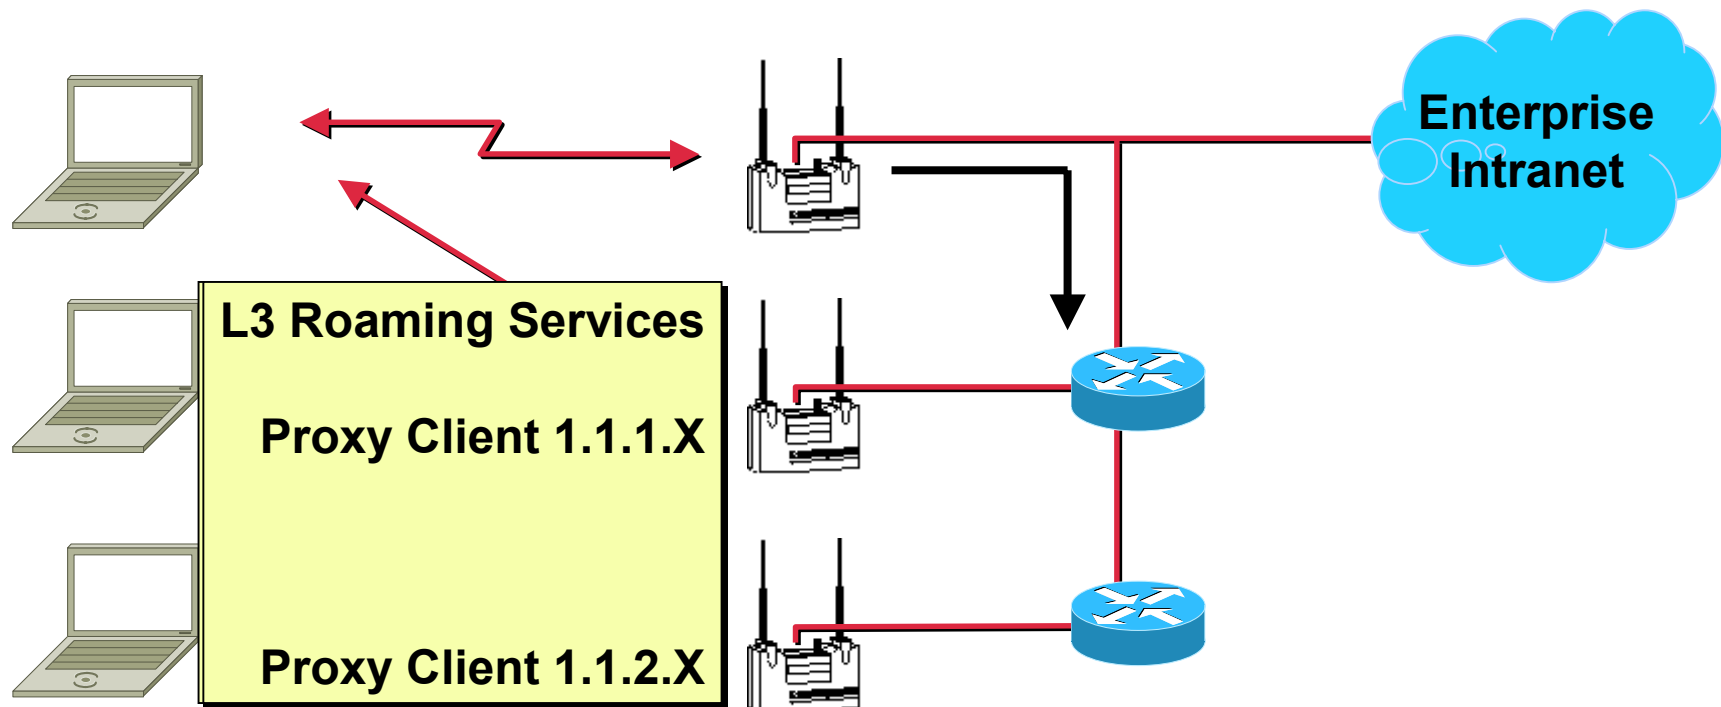 Enterprise
Intranet
L3 Roaming Services
Proxy Client 1.1.1.X
Proxy Client 1.1.2.X